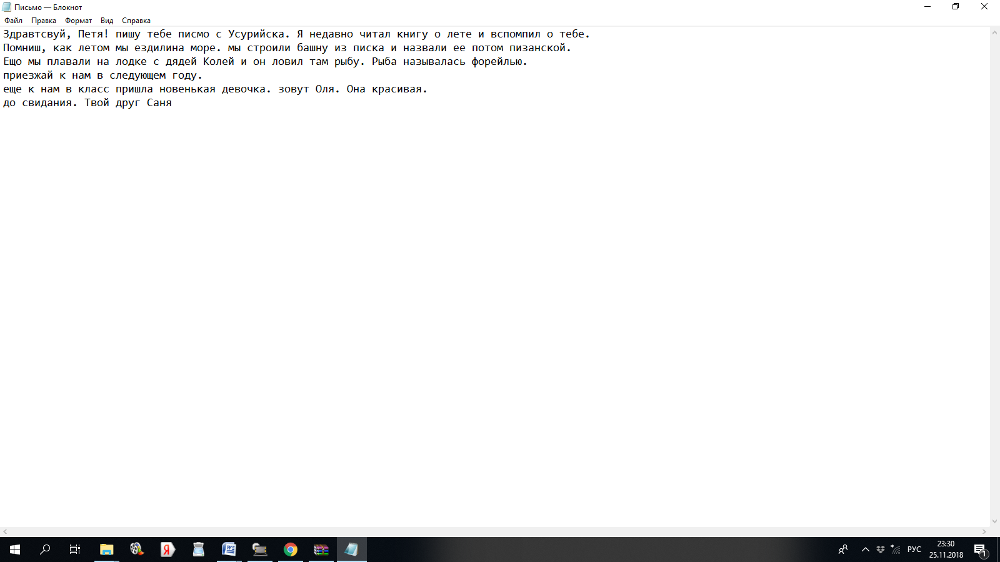 Письмо — Блокнот
Файл Правка Формат Вид Справка
Здравтсвуй, Петя! пишу тебе писмо с Усурийска. Я недавно читал книгу о лете и вспомпил о тебе.
Помниш, как летом мы ездилина море. мы строили башну из писка и назвали ее потом пизанской.
Ещо мы плавали на лодке с дядей Колей и он ловил там рыбу. Рыба называлась форейлью.
приезжай к нам в следующем году.
еще к нам в класс пришла новенькая девочка. зовут Оля. Она красивая.
до свидания. Твой друг Саня
РУС
23:30
25.11.2018
1